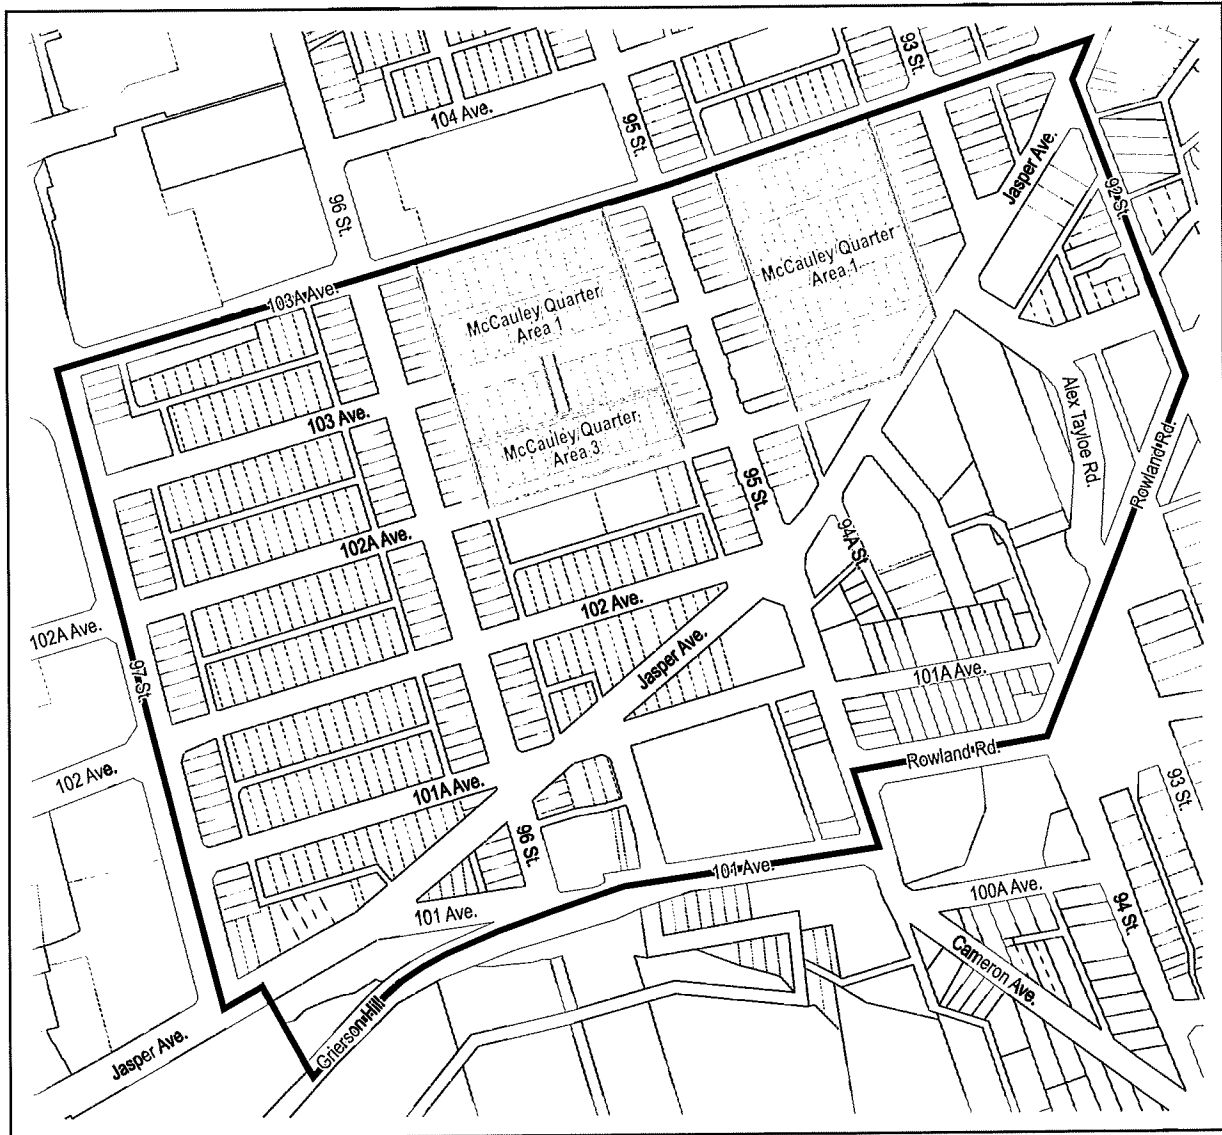 93 St.
104 Ave.
95 St.
Jasper Ave.
92 St.
96 St.
McCauley Quarter
Area 1
103A Ave.
McCauley Quarter
Area 1
Alex Tayloe Rd.
103 Ave.
McCauley Quarter
Area 3
Rowland Rd.
95 St.
102A Ave.
94A St.
102 Ave.
102A Ave.
97 St.
Jasper Ave.
101A Ave.
102 Ave.
Rowland Rd.
101A Ave.
93 St.
96 St.
101 Ave.
100A Ave.
101 Ave.
94 St.
Cameron Ave.
Grierson Hill
Jasper Ave.